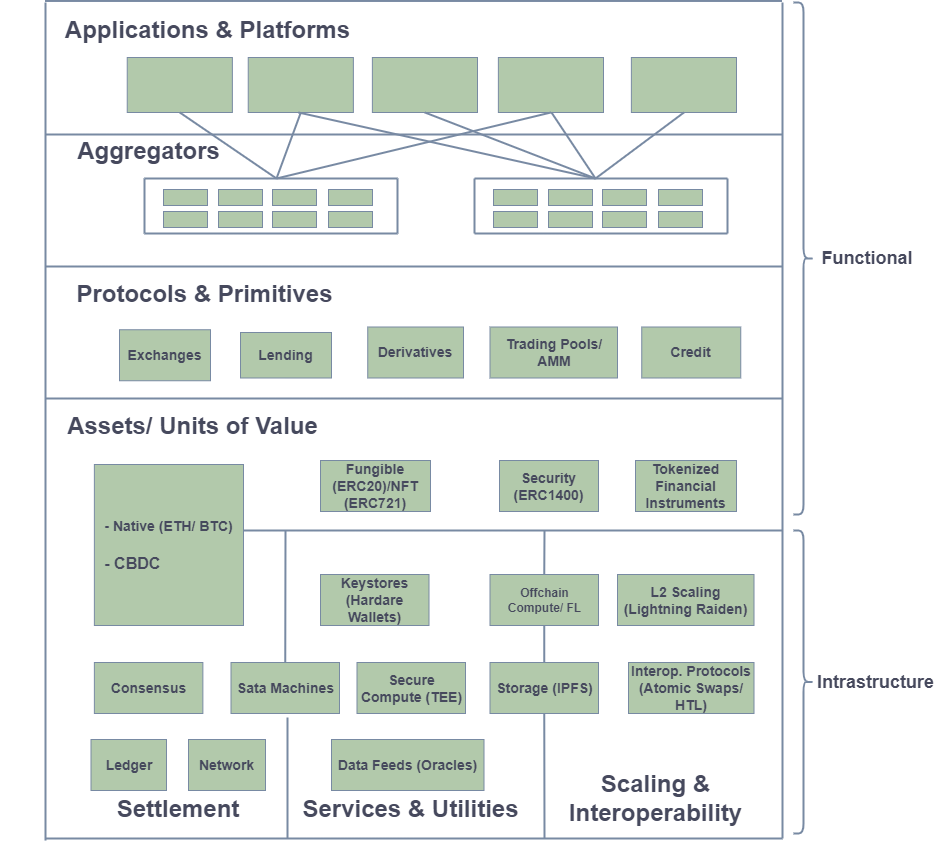 Applications & Platforms
Aggregators
Functional
Protocols & Primitives
Exchanges
Lending
Derivatives
Trading Pools/
AMM
Credit
Assets/ Units of Value
- Native (ETH/ BTC)
- CBDC
Fungible
(ERC20)/NFT
(ERC721)
Security
(ERC1400)
Tokenized
Financial
Instruments
Keystores
(Hardare
Wallets)
Offchain
Compute/ FL
L2 Scaling
(Lightning Raiden)
Consensus
Sata Machines
Secure
Compute (TEE)
Storage (IPFS)
Interop. Protocols
(Atomic Swaps/
HTL)
Intrastructure
Ledger
Network
Data Feeds (Oracles)
Settlement
Services & Utilities
Scaling &
Interoperability